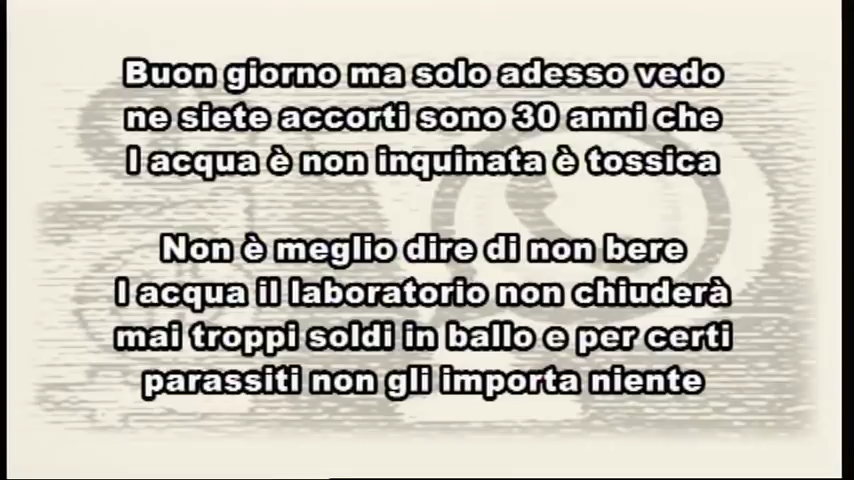 Buon giorno ma solo adesso vedo
ne siete accorti sono 30 anni che
l acqua è non inquinata è tossica
Non è meglio dire di non bere
l acqua il laboratorio non chiuderà
mai troppi soldi in ballo e per certi
parassiti non gli importa niente